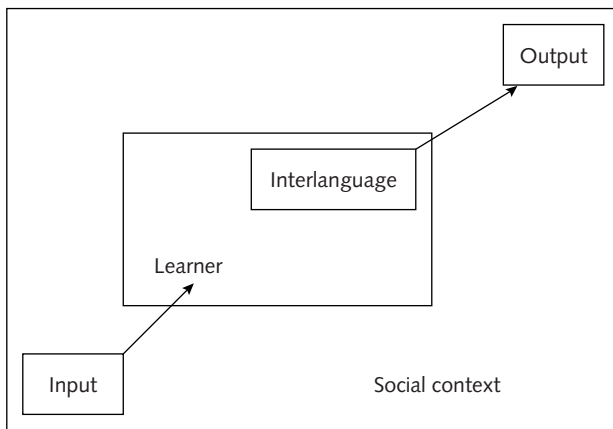 Output
Interlanguage
Learner
Input
Social context